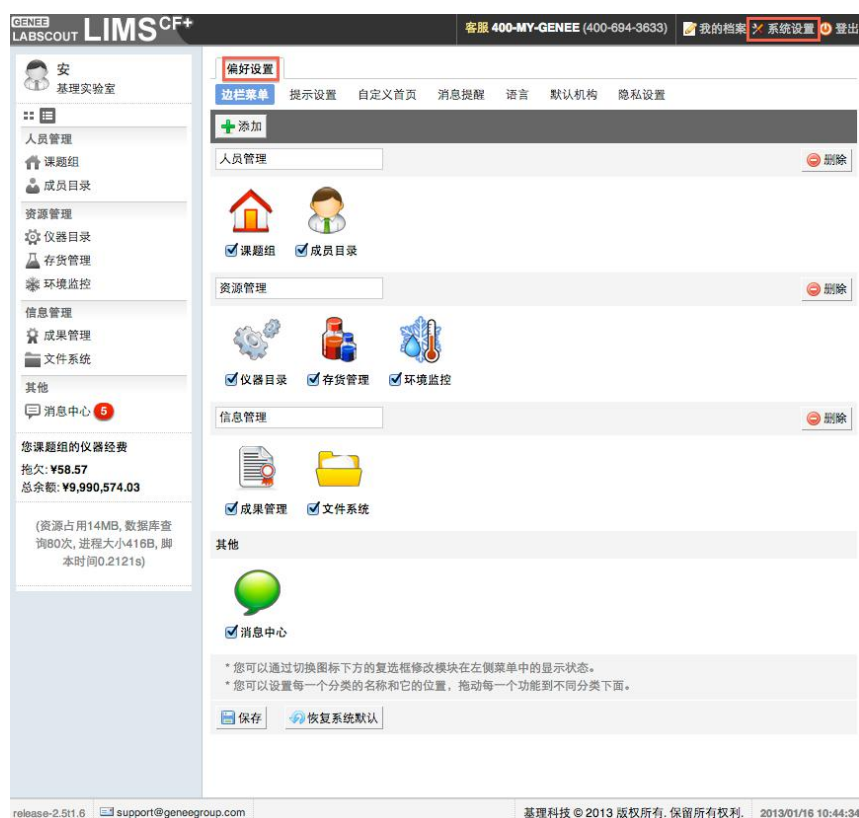 GENEE
LABSCOUT LIMS CF+
客服 400-MY-GENEE (400-694-3633) 我的档案 系统设置 登出
安
基理实验室
人员管理
课题组
成员目录
资源管理
仪器目录
存货管理
环境监控
信息管理
成果管理
文件系统
其他
消息中心 5
您课题组的仪器经费
拖欠: ¥58.57
总余额: ¥9,990,574.03
(资源占用14MB, 数据库查
询80次, 进程大小416B, 脚
本时间0.2121s)
偏好设置
边栏菜单 提示设置 自定义首页 消息提醒 语言 默认机构 隐私设置
添加
人员管理 删除
课题组 成员目录
资源管理 删除
仪器目录 存货管理 环境监控
信息管理 删除
成果管理 文件系统
其他
消息中心
* 您可以通过切换图标下方的复选框修改模块在左侧菜单中的显示状态。
* 您可以设置每一个分类的名称和它的位置, 拖动每一个功能到不同分类下面。
保存 恢复系统默认
release-2.5t1.6 support@geneegroup.com 基理科技 © 2013 版权所有. 保留所有权利. 2013/01/16 10:44:34